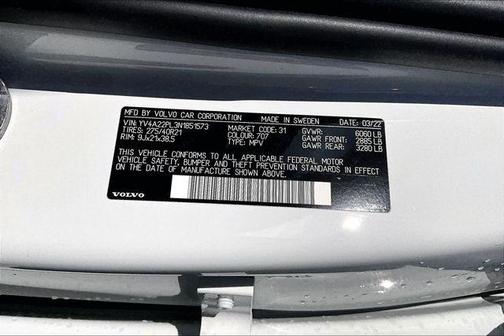 MFD BY VOLVO CAR CORPORATION MADE IN SWEDEN DATE: 03/22
VIN: YV4A22PL3N1851573 MARKET CODE: 31 GVWR: 6060 LB
TIRES: 275/40R21 COLOUR: 707 GAWR FRONT: 2885 LB
RIM: 9Jx21x38.5 TYPE: MPV GAWR REAR: 3280 LB
THIS VEHICLE CONFORMS TO ALL APPLICABLE FEDERAL MOTOR
VEHICLE SAFETY, BUMPER AND THEFT PREVENTION STANDARDS IN EFFECT
ON THE DATE OF MANUFACTURE SHOWN ABOVE.
VOLVO